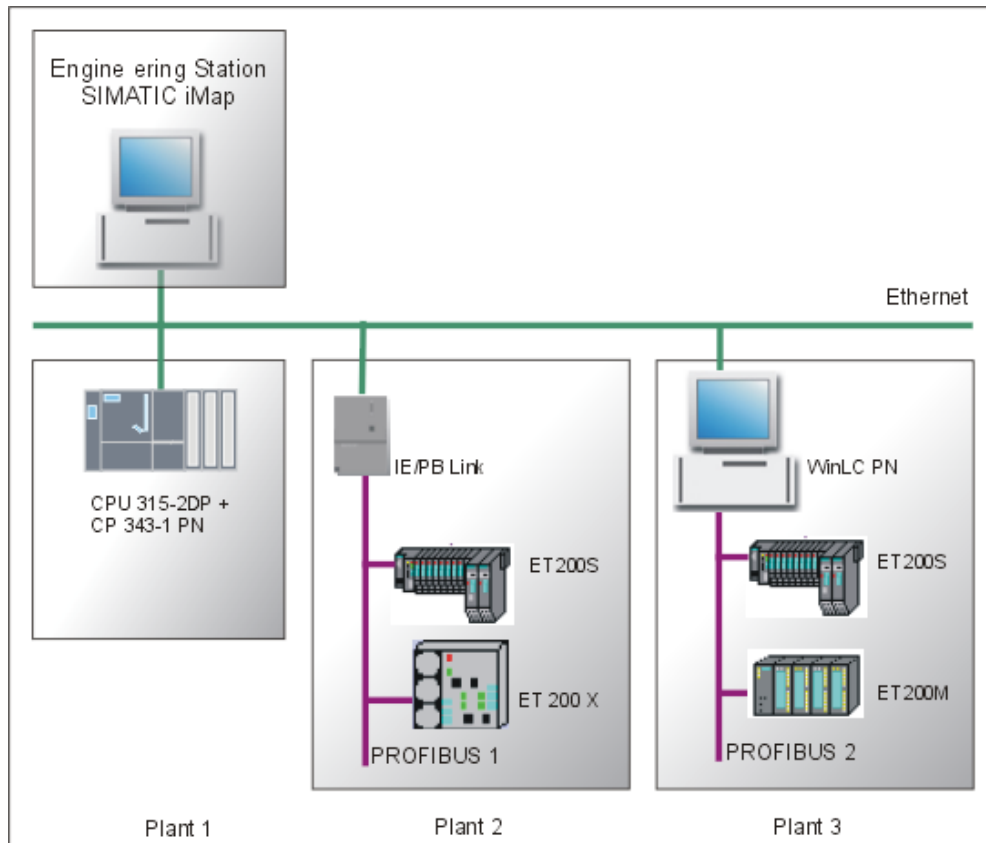 Engine ering Station
SIMATIC iMap
Ethernet
CPU 315-2DP +
CP 343-1 PN
IE/PB Link
ET200S
ET 200 X
PROFIBUS 1
WinLC PN
ET200S
ET200M
PROFIBUS 2
Plant 1
Plant 2
Plant 3